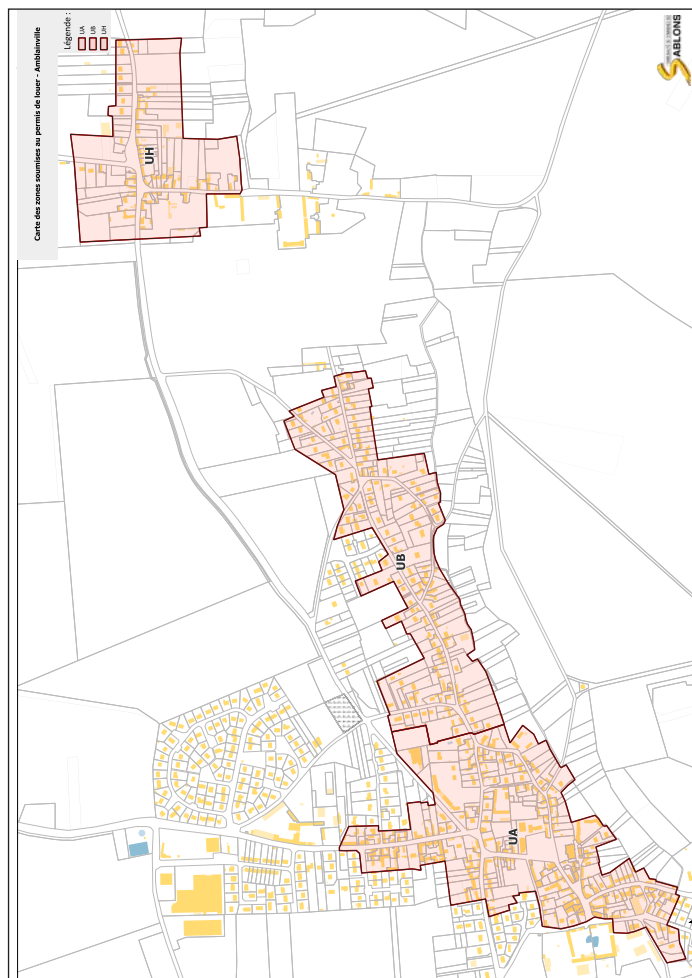 Carte des zones soumises au permis de louer - Amblainville
Légende :
UA
UB
UH
UH
UB
UA
SABLONS